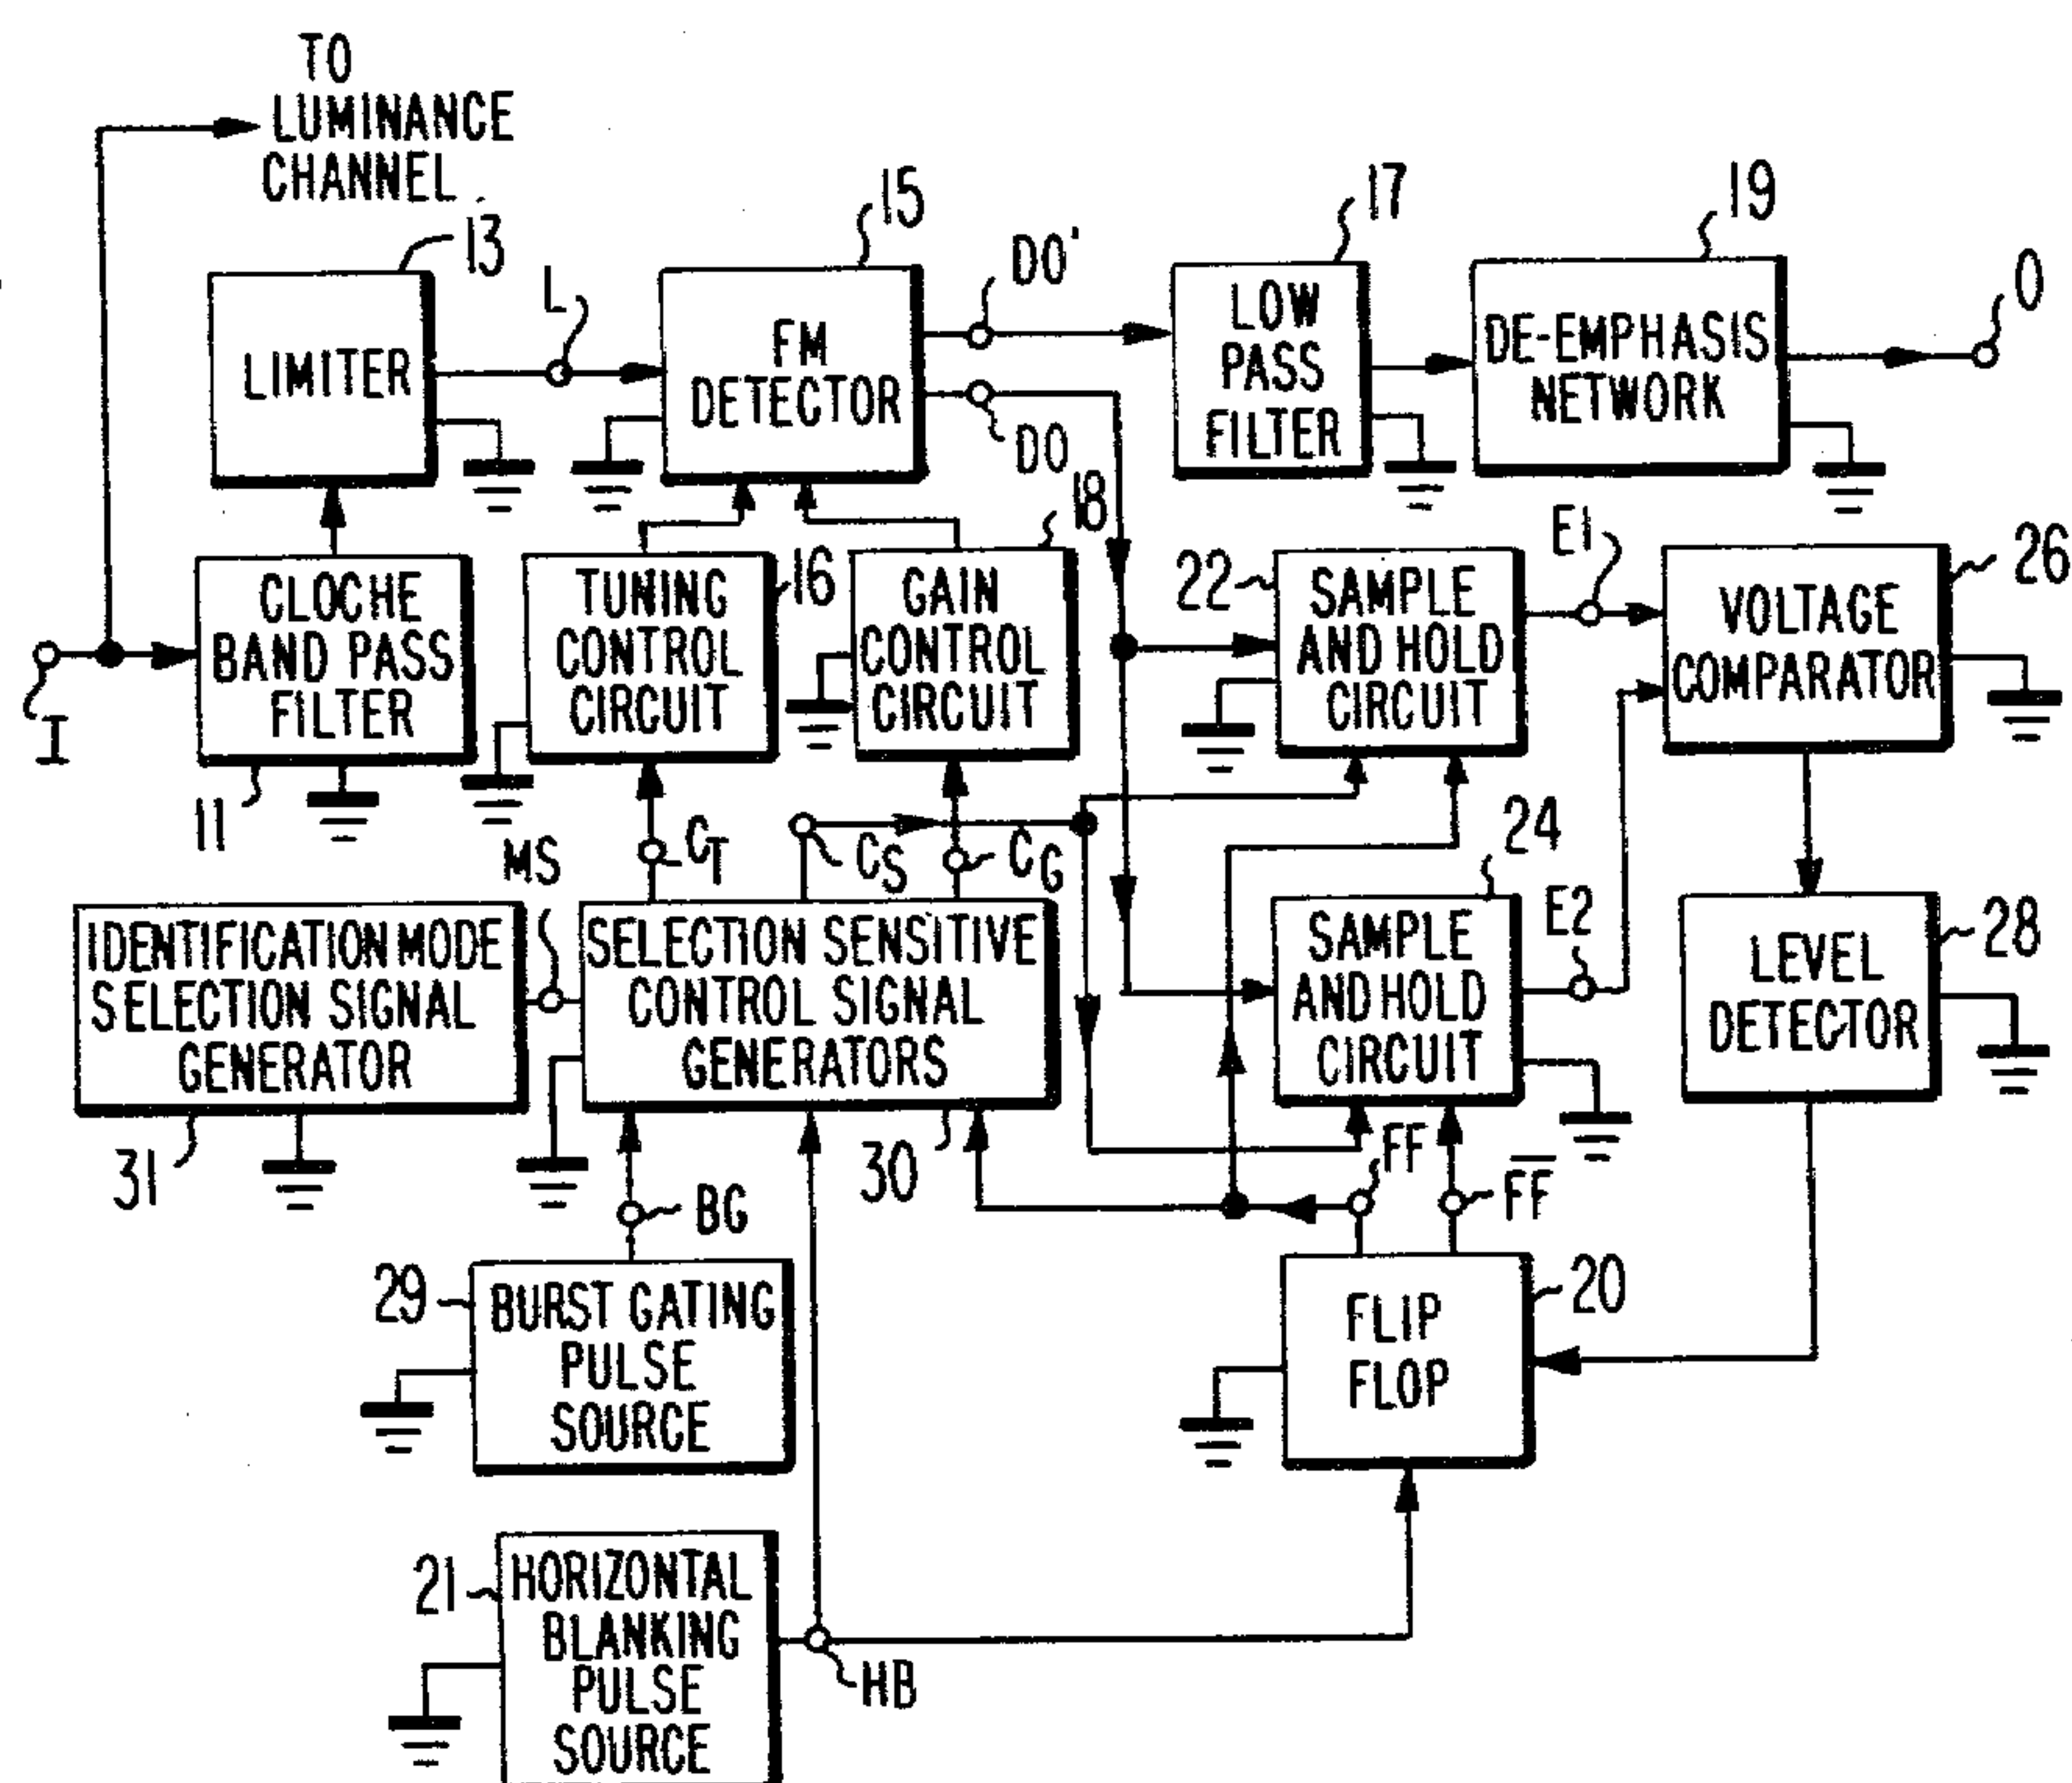 TO
LUMINANCE
CHANNEL
13
LIMITER
L
15
FM
DETECTOR
DO'
DO
17
LOW
PASS
FILTER
19
DE-EMPHASIS
NETWORK
O
I
CLOCHE
BAND PASS
FILTER
11
TUNING
CONTROL
CIRCUIT
16
GAIN
CONTROL
CIRCUIT
18
22
SAMPLE
AND HOLD
CIRCUIT
E1
VOLTAGE
COMPARATOR
26
MS
CT
CS
CG
24
IDENTIFICATION MODE
SELECTION SIGNAL
GENERATOR
31
SELECTION SENSITIVE
CONTROL SIGNAL
GENERATORS
30
SAMPLE
AND HOLD
CIRCUIT
E2
LEVEL
DETECTOR
28
BG
FF
F̅F̅
29
BURST GATING
PULSE
SOURCE
FLIP
FLOP
20
21
HORIZONTAL
BLANKING
PULSE
SOURCE
HB